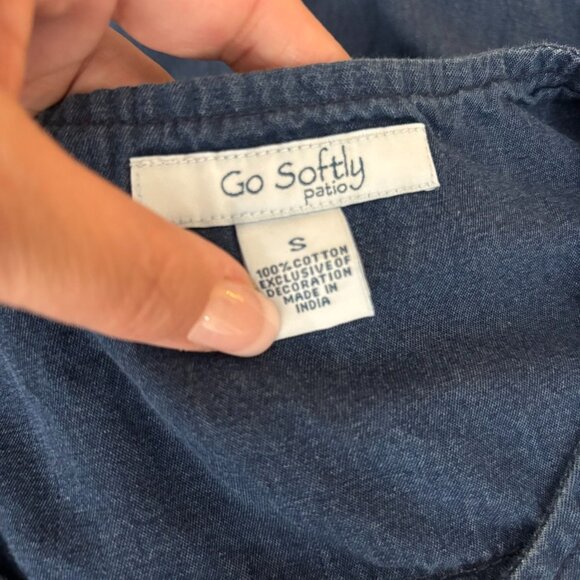 Go Softly
patio
S
100% COTTON
EXCLUSIVE OF
DECORATION
MADE IN
INDIA